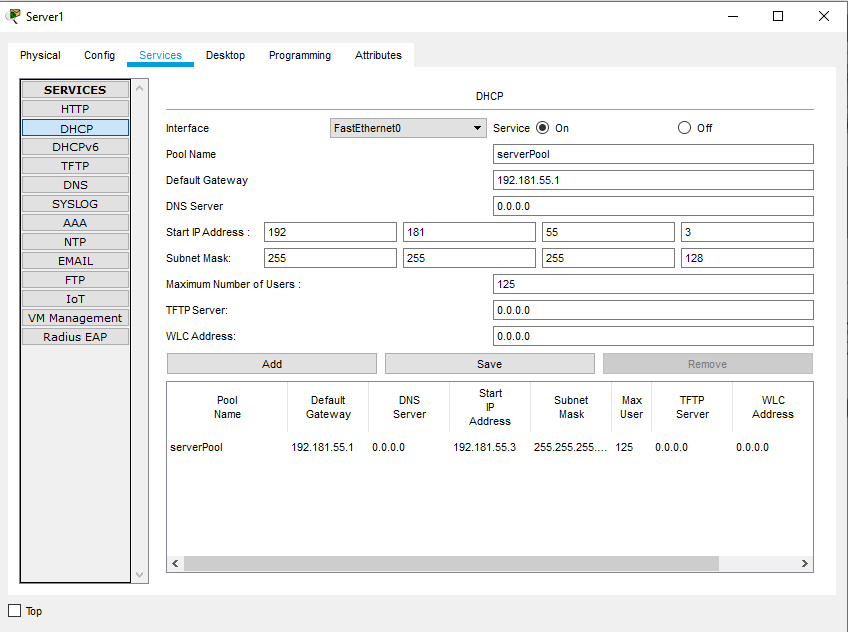 Server1
Physical Config Services Desktop Programming Attributes
SERVICES
HTTP
DHCP
DHCPv6
TFTP
DNS
SYSLOG
AAA
NTP
EMAIL
FTP
IoT
VM Management
Radius EAP
DHCP
Interface FastEthernet0 Service On Off
Pool Name serverPool
Default Gateway 192.181.55.1
DNS Server 0.0.0.0
Start IP Address : 192 181 55 3
Subnet Mask: 255 255 255 128
Maximum Number of Users : 125
TFTP Server: 0.0.0.0
WLC Address: 0.0.0.0
Add Save Remove
Pool Name Default Gateway DNS Server Start IP Address Subnet Mask Max User TFTP Server WLC Address
serverPool 192.181.55.1 0.0.0.0 192.181.55.3 255.255.255.... 125 0.0.0.0 0.0.0.0
Top